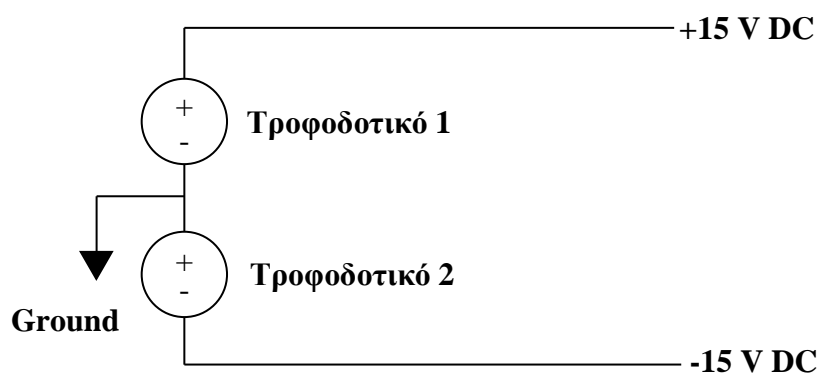 +15 V DC
+
Τροφοδοτικό 1
-
+
Τροφοδοτικό 2
-
Ground
-15 V DC